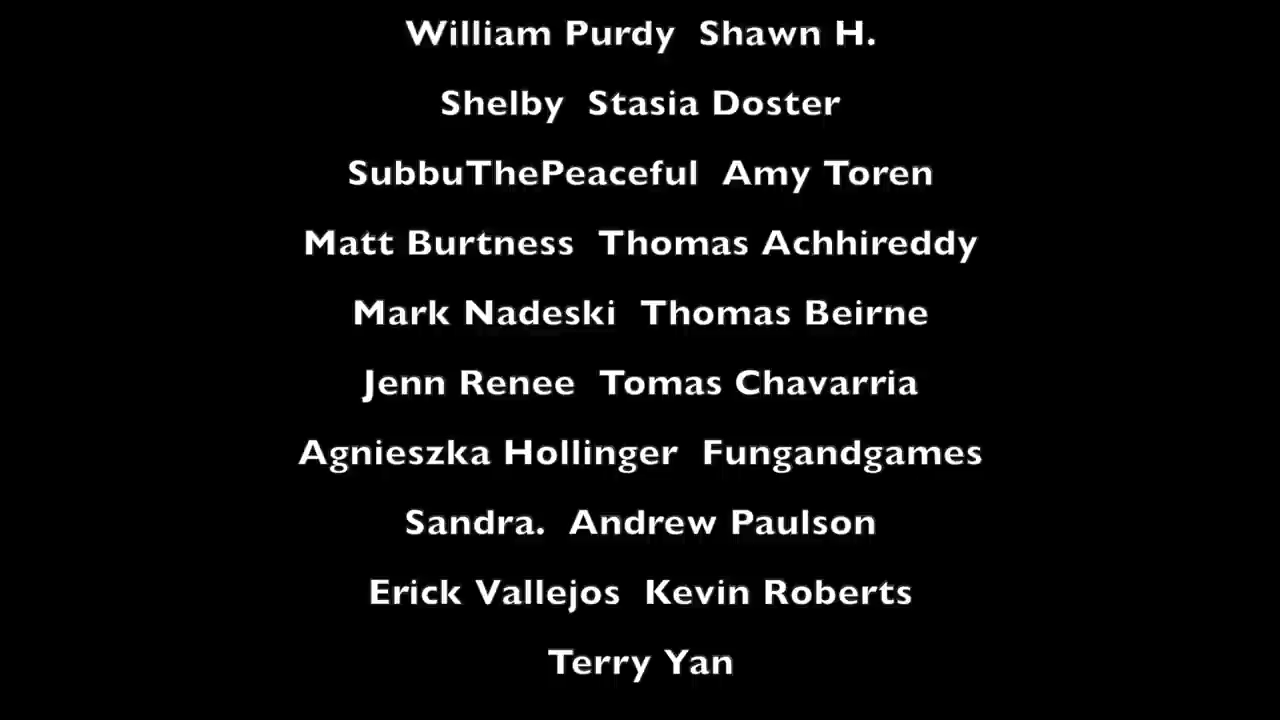 William Purdy  Shawn H.
Shelby  Stasia Doster
SubbuThePeaceful  Amy Toren
Matt Burtness  Thomas Achhireddy
Mark Nadeski  Thomas Beirne
Jenn Renee  Tomas Chavarria
Agnieszka Hollinger  Fungandgames
Sandra.  Andrew Paulson
Erick Vallejos  Kevin Roberts
Terry Yan